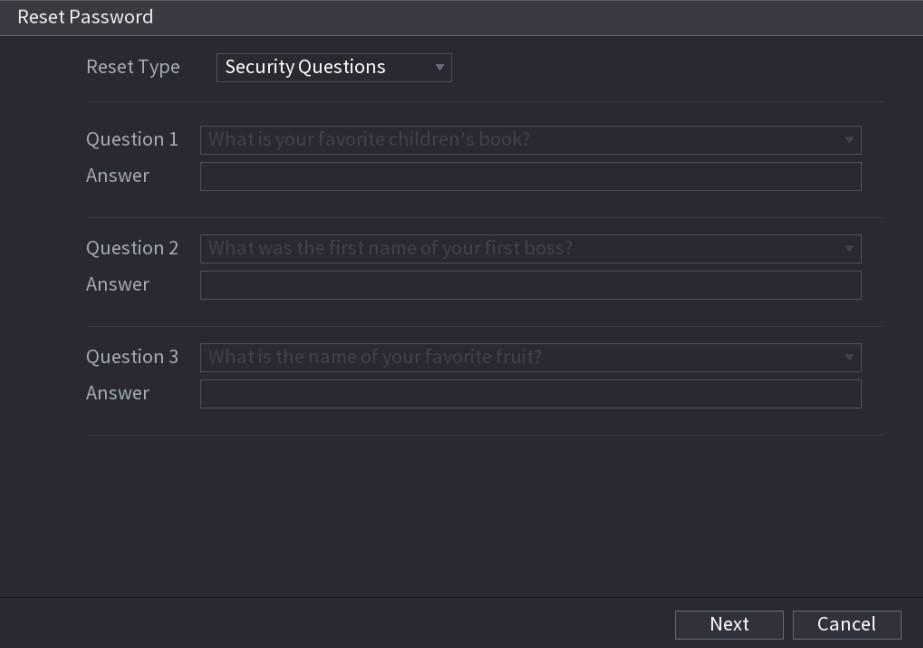 Reset Password
Reset Type Security Questions
Question 1 What is your favorite children's book?
Answer
Question 2 What was the first name of your first boss?
Answer
Question 3 What is the name of your favorite fruit?
Answer
Next Cancel